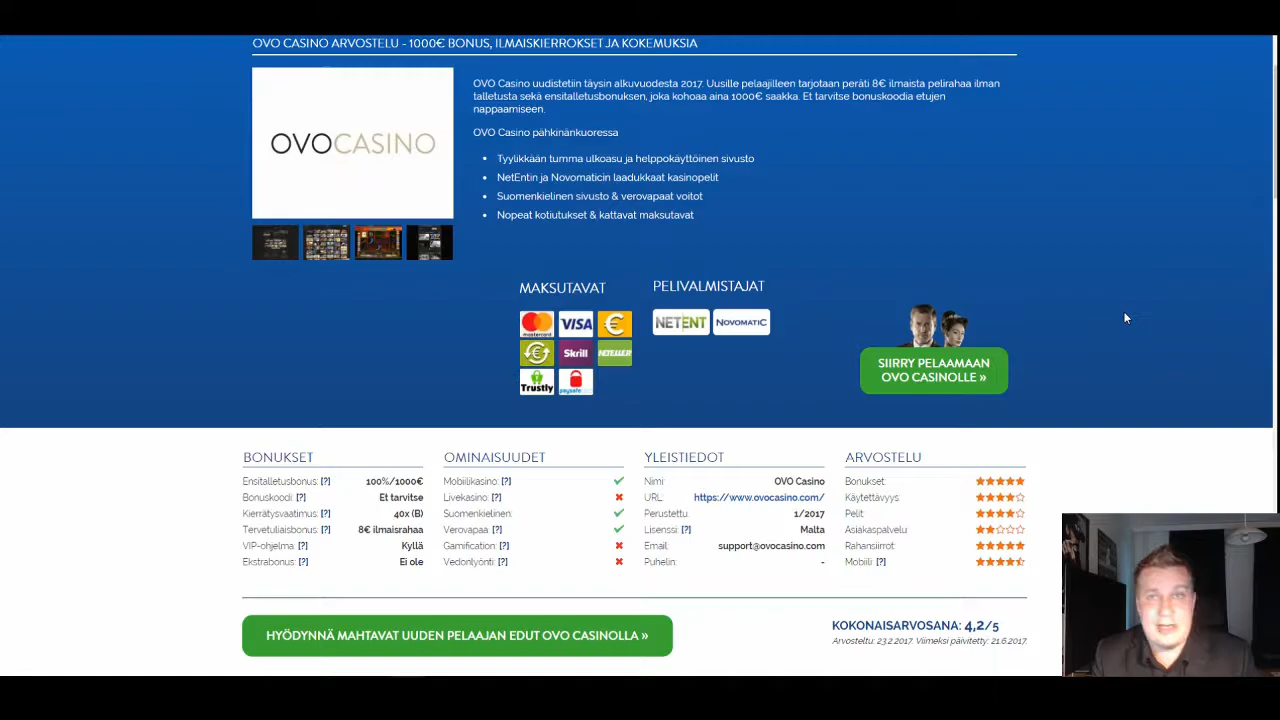 OVO CASINO ARVOSTELU - 1000€ BONUS, ILMAISKIERROKSET JA KOKEMUKSIA
OVOCASINO
OVO Casino uudistetiin täysin alkuvuodesta 2017. Uusille pelaajilleen tarjotaan peräti 8€ ilmaista pelirahaa ilman
talletusta sekä ensitalletusbonuksen, joka kohoaa aina 1000€ saakka. Et tarvitse bonuskoodia etujen
nappaamiseen.
OVO Casino pähkinänkuoressa
Tyylikkään tumma ulkoasu ja helppokäyttöinen sivusto
NetEntin ja Novomaticin laadukkaat kasinopelit
Suomenkielinen sivusto & verovapaat voitot
Nopeat kotiutukset & kattavat maksutavat
MAKSUTAVAT
mastercard VISA €
€ Skrill NETELLER
Trustly paysafe
PELIVALMISTAJAT
NETENT NOVOMATIC
SIIRRY PELAAMAAN
OVO CASINOLLE »
BONUKSET
Ensitalletusbonus: [?] 100%/1000€
Bonuskoodi: [?] Et tarvitse
Kierrätysvaatimus: [?] 40x (B)
Tervetuliaisbonus: [?] 8€ ilmaisrahaa
VIP-ohjelma: [?] Kyllä
Ekstrabonus: [?] Ei ole
OMINAISUUDET
Mobiilikasino: [?]
Livekasino: [?]
Suomenkielinen:
Verovapaa: [?]
Gamification: [?]
Vedonlyönti: [?]
YLEISTIEDOT
Nimi: OVO Casino
URL: https://www.ovocasino.com/
Perustettu: 1/2017
Lisenssi: [?] Malta
Email: support@ovocasino.com
Puhelin: -
ARVOSTELU
Bonukset:
Käytettävyys:
Pelit:
Asiakaspalvelu:
Rahansiirrot:
Mobiili: [?]
HYÖDYNNÄ MAHTAVAT UUDEN PELAAJAN EDUT OVO CASINOLLA »
KOKONAISARVOSANA: 4,2/5
Arvosteltu: 23.2.2017. Viimeksi päivitetty: 21.6.2017.